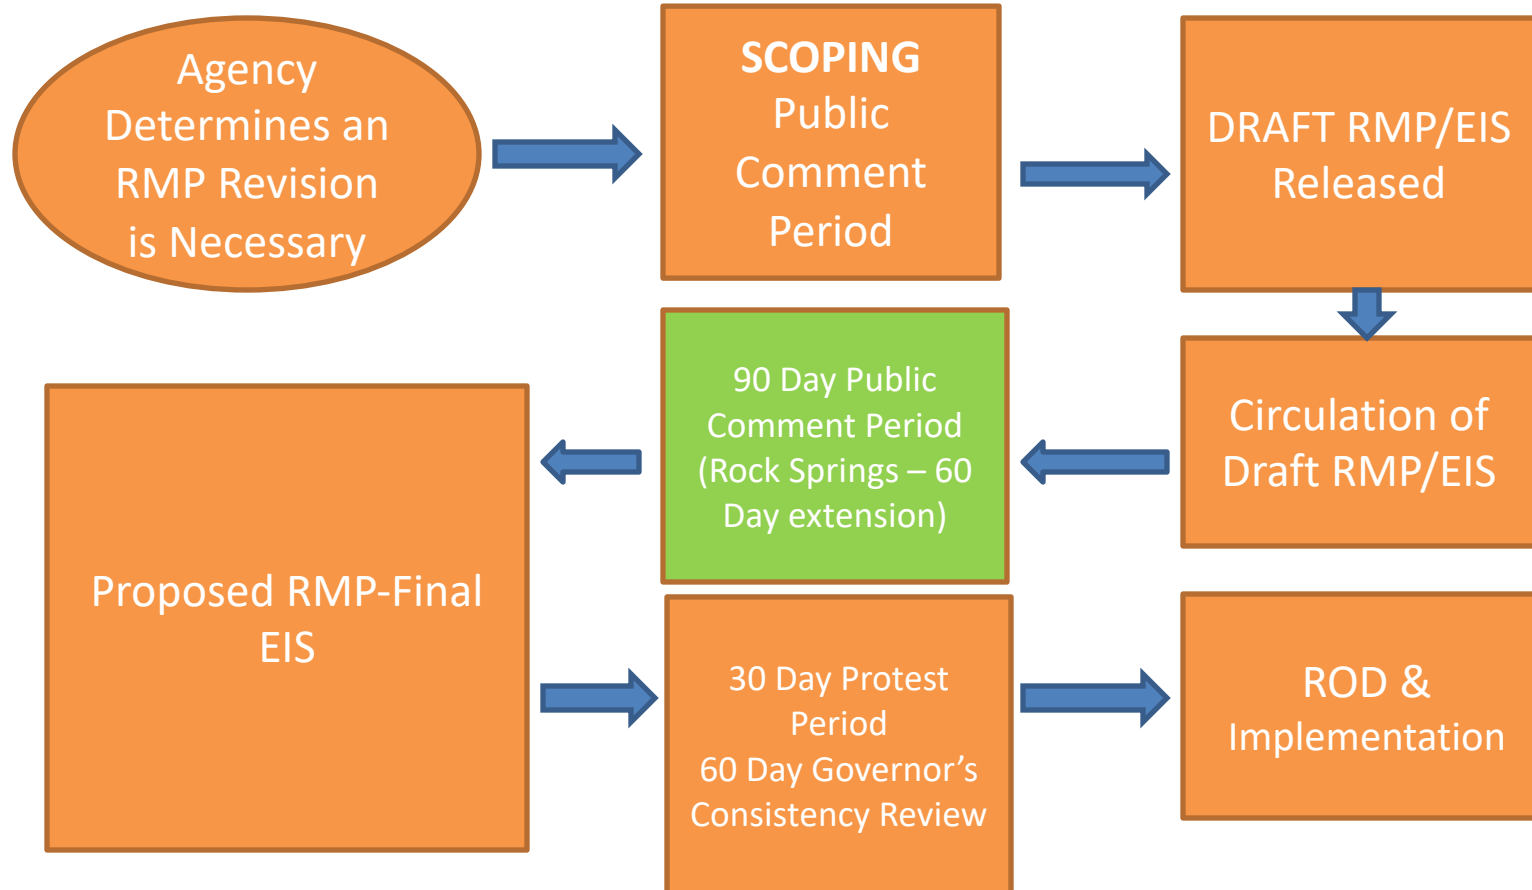 Agency
Determines an
RMP Revision
is Necessary
SCOPING
Public
Comment
Period
DRAFT RMP/EIS
Released
Circulation of
Draft RMP/EIS
90 Day Public
Comment Period
(Rock Springs – 60
Day extension)
Proposed RMP-Final
EIS
30 Day Protest
Period
60 Day Governor’s
Consistency Review
ROD &
Implementation